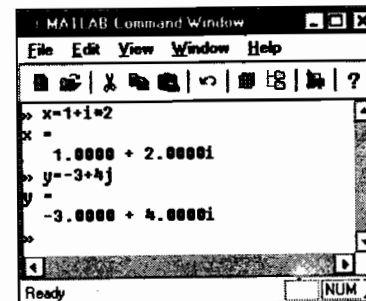 MATLAB Command Window
File Edit View Window Help
?
» x=1+i*2
x =
1.0000 + 2.0000i
» y=-3+4j
y =
-3.0000 + 4.0000i
»
Ready NUM